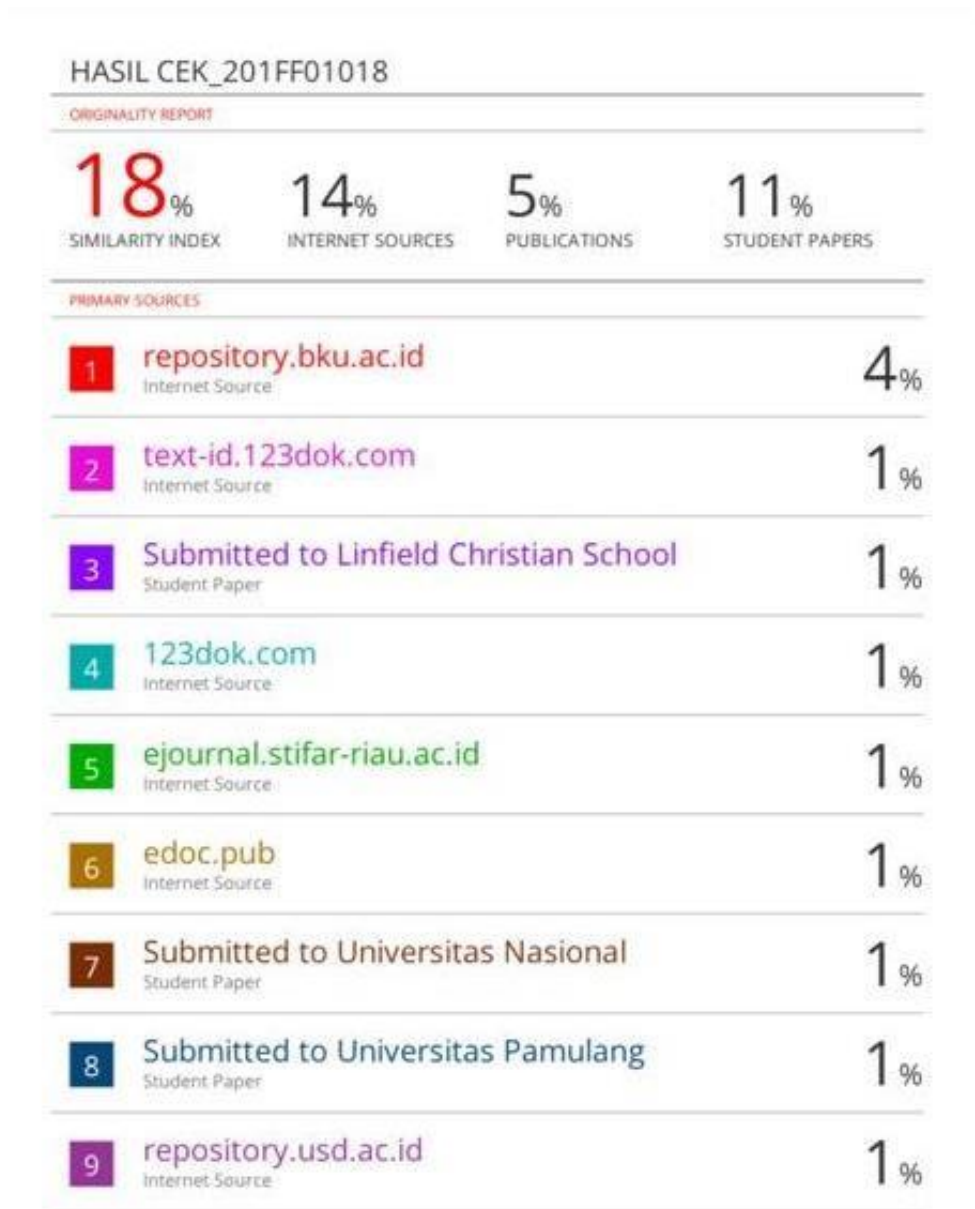 HASIL CEK_201FF01018
ORIGINALITY REPORT
18% 14% 5% 11%
SIMILARITY INDEX INTERNET SOURCES PUBLICATIONS STUDENT PAPERS
PRIMARY SOURCES
1 repository.bku.ac.id 4%
Internet Source
2 text-id.123dok.com 1%
Internet Source
3 Submitted to Linfield Christian School 1%
Student Paper
4 123dok.com 1%
Internet Source
5 ejournal.stifar-riau.ac.id 1%
Internet Source
6 edoc.pub 1%
Internet Source
7 Submitted to Universitas Nasional 1%
Student Paper
8 Submitted to Universitas Pamulang 1%
Student Paper
9 repository.usd.ac.id 1%
Internet Source